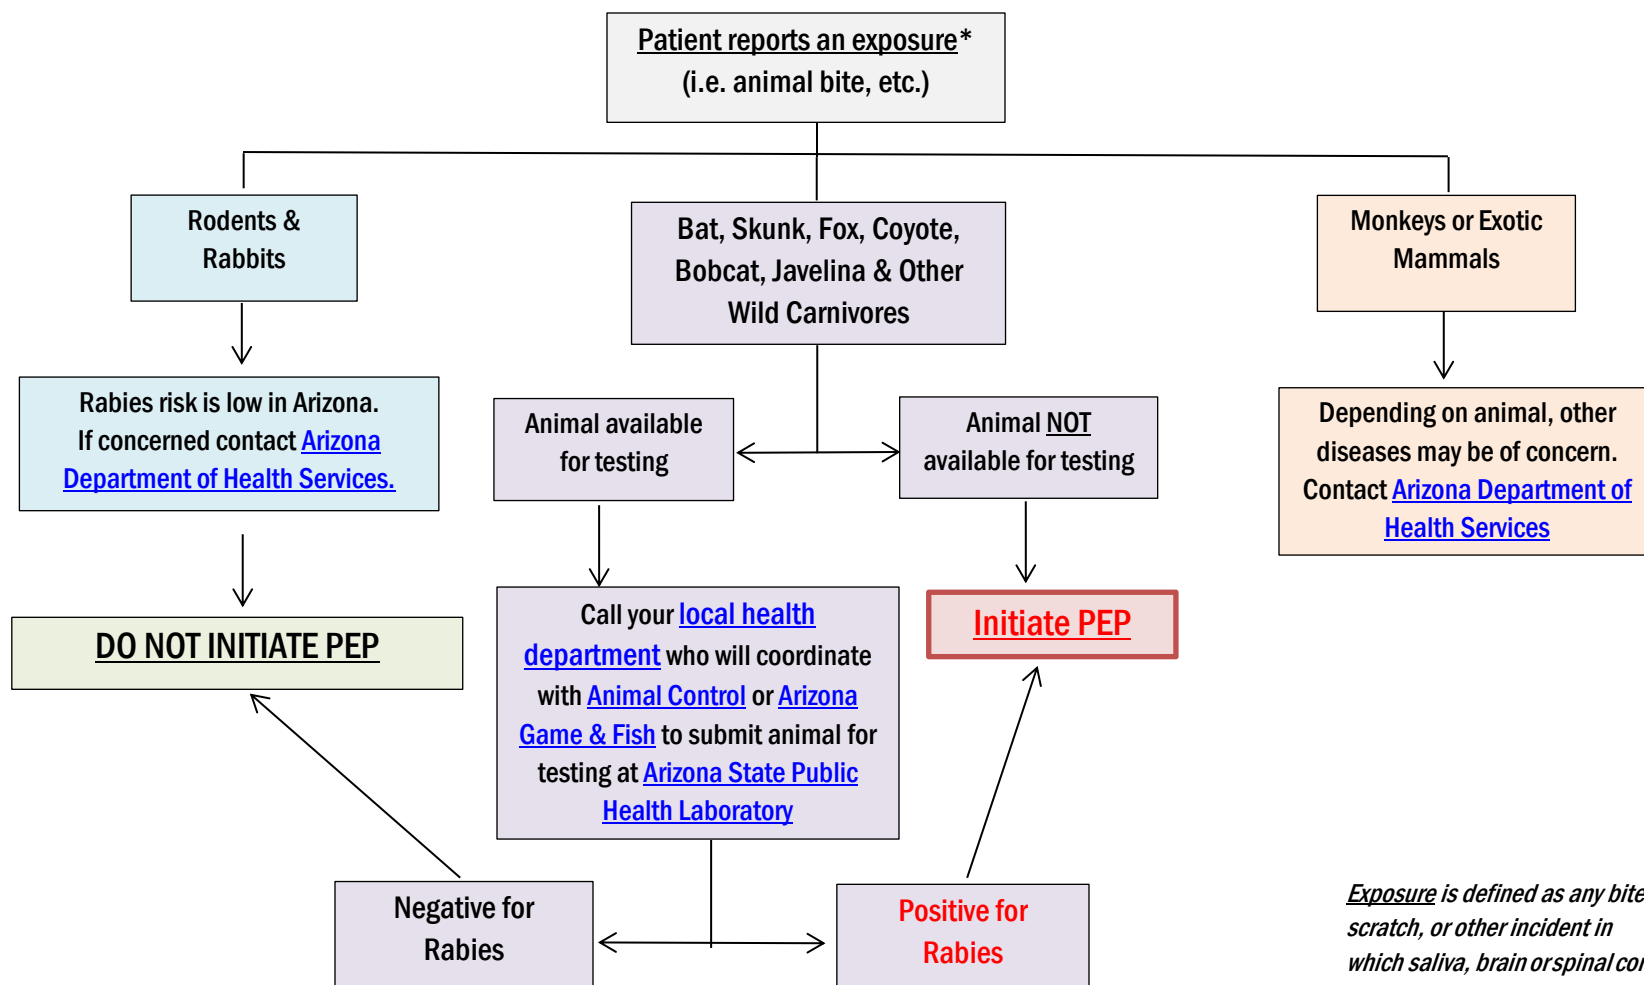 Patient reports an exposure*
(i.e. animal bite, etc.)
Rodents &
Rabbits
Bat, Skunk, Fox, Coyote,
Bobcat, Javelina & Other
Wild Carnivores
Monkeys or Exotic
Mammals
Rabies risk is low in Arizona.
If concerned contact Arizona
Department of Health Services.
Animal available
for testing
Animal NOT
available for testing
Depending on animal, other
diseases may be of concern.
Contact Arizona Department of
Health Services
DO NOT INITIATE PEP
Call your local health
department who will coordinate
with Animal Control or Arizona
Game & Fish to submit animal for
testing at Arizona State Public
Health Laboratory
Initiate PEP
Negative for
Rabies
Positive for
Rabies
Exposure is defined as any bite
scratch, or other incident in
which saliva, brain or spinal